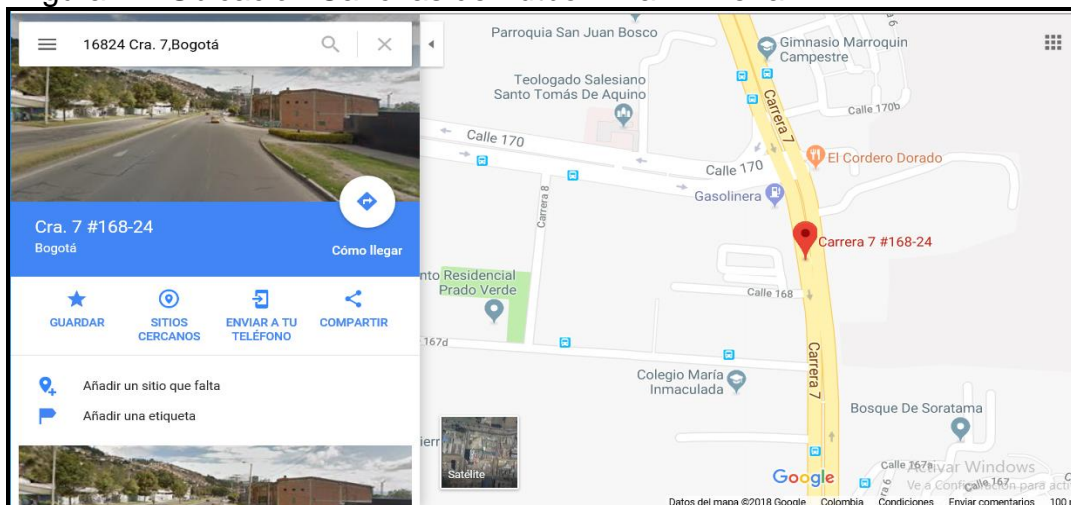 16824 Cra. 7,Bogotá
Cra. 7 #168-24
Bogotá
Cómo llegar
GUARDAR
SITIOS
CERCANOS
ENVIAR A TU
TELÉFONO
COMPARTIR
Añadir un sitio que falta
Añadir una etiqueta
Parroquia San Juan Bosco
Gimnasio Marroquin
Campestre
Teologado Salesiano
Santo Tomás De Aquino
Carrera 7
Calle 170b
Calle 170
Calle 170
El Cordero Dorado
Gasolinera
Carrera 8
Carrera 7 #168-24
nto Residencial
Prado Verde
Calle 168
167d
Carrera 7
Colegio María
Inmaculada
Bosque De Soratama
Satélite
Google
Activar Windows
Calle 167
Datos del mapa ©2018 Google Colombia Condiciones Enviar comentarios 100